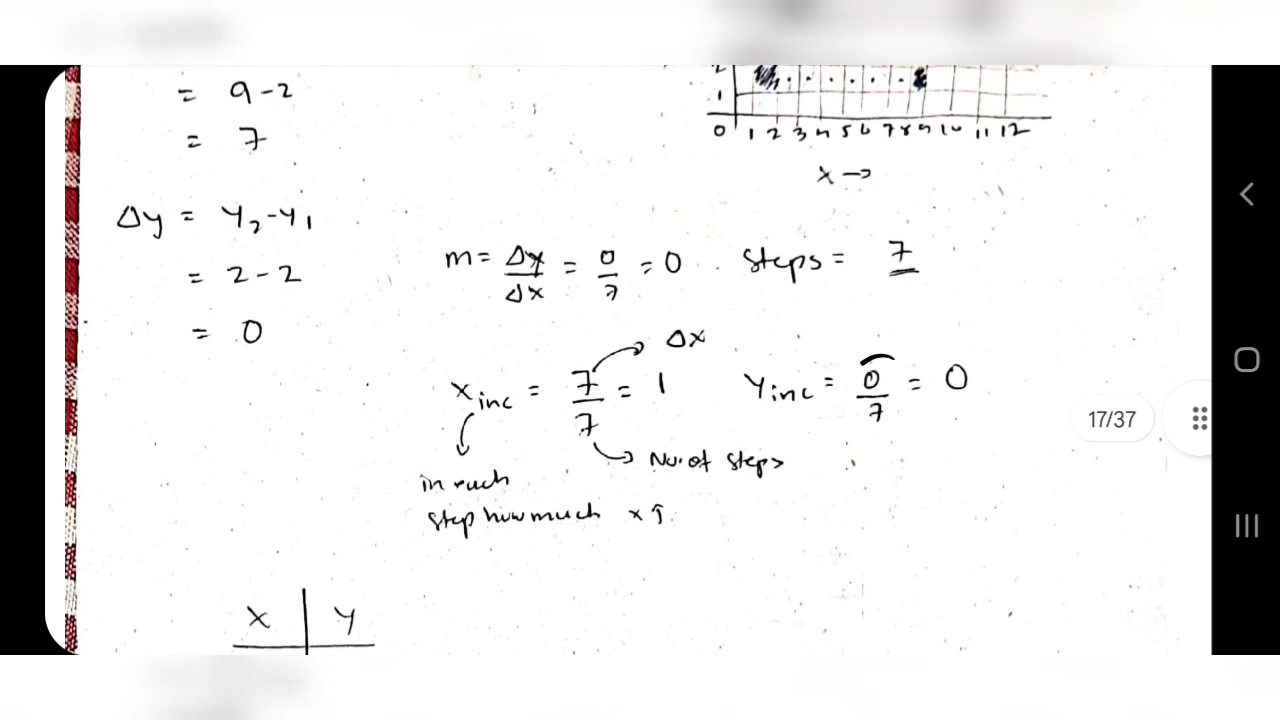 = 9-2
= 7
2
1
0 1 2 3 4 5 6 7 8 9 10 11 12
x →
Δy = Y₂-Y₁
= 2-2
= 0
m = Δy/Δx = 0/7 = 0 . Steps = 7
Δx
xinc = 7/7 = 1 Yinc = 0/7 = 0
17/37
No. of steps
in each
step how much x ↑.
x | y